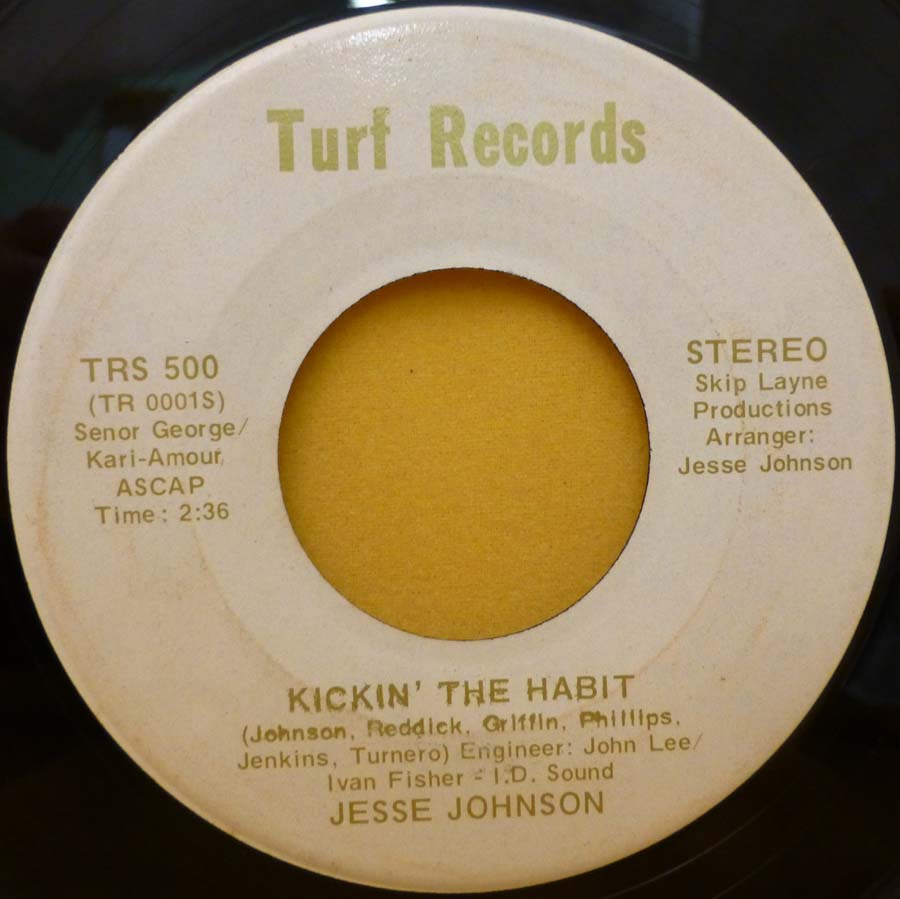 Turf Records
TRS 500
(TR 0001S)
Senor George/
Kari-Amour,
ASCAP
Time: 2:36
STEREO
Skip Layne
Productions
Arranger:
Jesse Johnson
KICKIN' THE HABIT
(Johnson, Reddick, Griffin, Phillips,
Jenkins, Turnero) Engineer: John Lee/
Ivan Fisher - I.D. Sound
JESSE JOHNSON